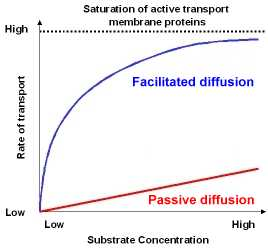 Saturation of active transport
membrane proteins
High
Facilitated diffusion
Rate of transport
Passive diffusion
Low
Low
High
Substrate Concentration